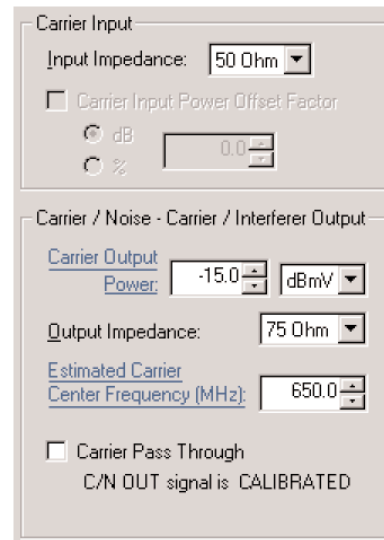 Carrier Input
Input Impedance: 50 Ohm
Carrier Input Power Offset Factor
dB
0.0
%
Carrier / Noise - Carrier / Interferer Output
Carrier Output
Power: -15.0 dBmV
Output Impedance: 75 Ohm
Estimated Carrier
Center Frequency (MHz): 650.0
Carrier Pass Through
C/N OUT signal is CALIBRATED